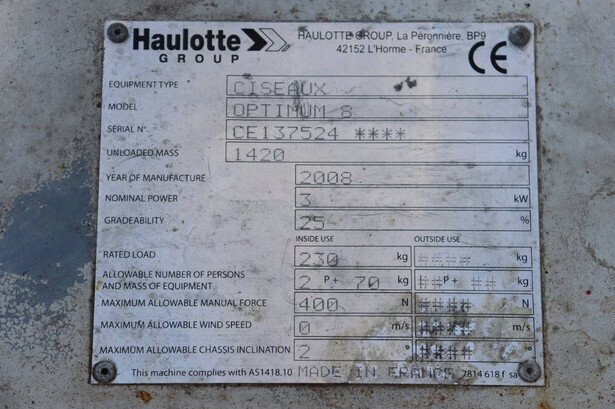 Haulotte GROUP
HAULOTTE GROUP, La Péronnière, BP9
42152 L'Horme - France
CE
EQUIPMENT TYPE CISEAUX
MODEL OPTIMUM 8
SERIAL N° CE137524 ****
UNLOADED MASS 1420 kg
YEAR OF MANUFACTURE 2008
NOMINAL POWER 3 kW
GRADEABILITY 25 %
INSIDE USE OUTSIDE USE
RATED LOAD 230 kg #### kg
ALLOWABLE NUMBER OF PERSONS
AND MASS OF EQUIPMENT 2 P + 70 kg ## P + ## kg
MAXIMUM ALLOWABLE MANUAL FORCE 400 N #### N
MAXIMUM ALLOWABLE WIND SPEED 0 m/s #### m/s
MAXIMUM ALLOWABLE CHASSIS INCLINATION 2 ° #### °
This machine complies with AS1418.10 MADE IN FRANCE 7814 618 f sa